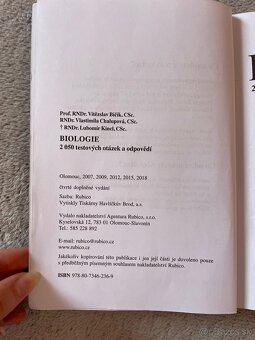 Prof. RNDr. Vítězslav Bičík, CSc.
RNDr. Vlastimila Chalupová, CSc.
† RNDr. Lubomír Kincl, CSc.
BIOLOGIE
2 050 testových otázek a odpovědí
Olomouc, 2007, 2009, 2012, 2015, 2018
čtvrté doplněné vydání
Sazba: Rubico
Vytiskly Tiskárny Havlíčkův Brod, a.s.
Vydalo nakladatelství Agentura Rubico, s.r.o.
Kyselovská 12, 783 01 Olomouc-Slavonín
Tel.: 585 228 892
E-mail: rubico@rubico.cz
www.rubico.cz
Jakékoliv kopírování této publikace i jen její části je dovoleno pouze
s předběžným písemným souhlasem nakladatelství Rubico.
ISBN 978-80-7346-236-9